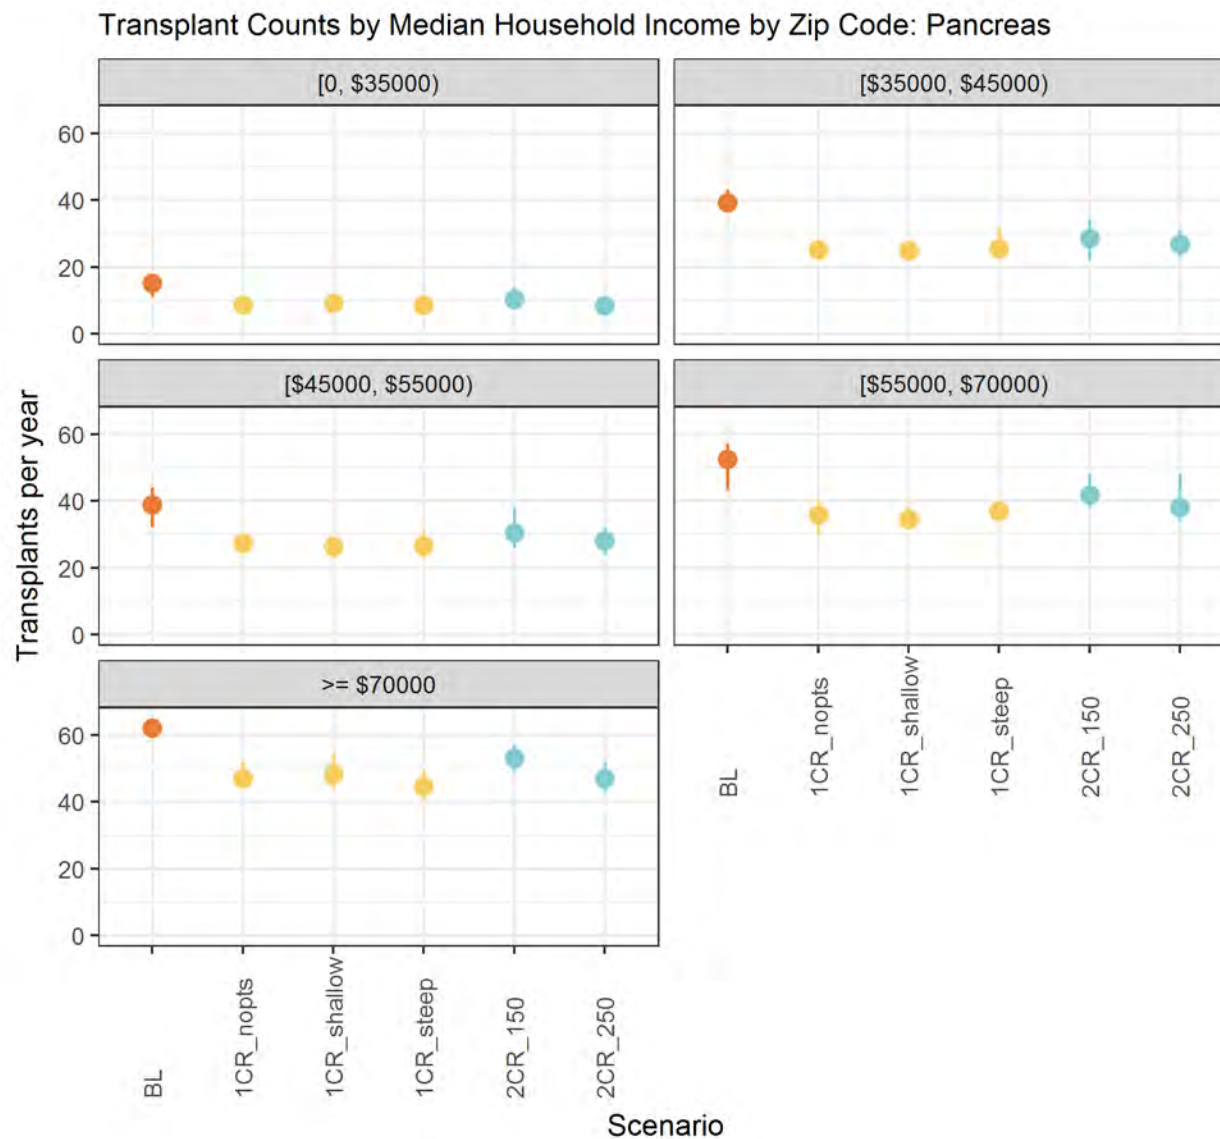 Transplant Counts by Median Household Income by Zip Code: Pancreas
[0, $35000)
[$35000, $45000)
60
40
20
0
[$45000, $55000)
[$55000, $70000)
60
40
20
0
Transplants per year
>= $70000
60
40
20
0
BL
1CR_nopts
1CR_shallow
1CR_steep
2CR_150
2CR_250
BL
1CR_nopts
1CR_shallow
1CR_steep
2CR_150
2CR_250
Scenario